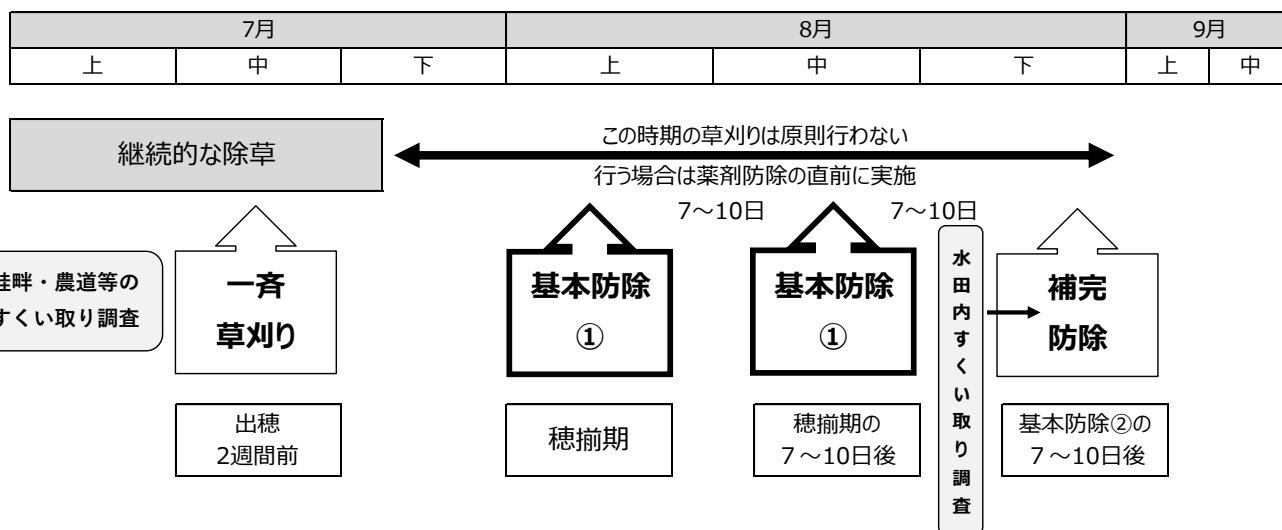 7月 8月 9月
上 中 下 上 中 下 上 中
継続的な除草
この時期の草刈りは原則行わない
行う場合は薬剤防除の直前に実施
7～10日 7～10日
畦畔・農道等の
すくい取り調査
一斉
草刈り
基本防除
①
基本防除
①
水田内すくい取り調査
補完
防除
出穂
2週間前
穂揃期
穂揃期の
7～10日後
基本防除②の
7～10日後